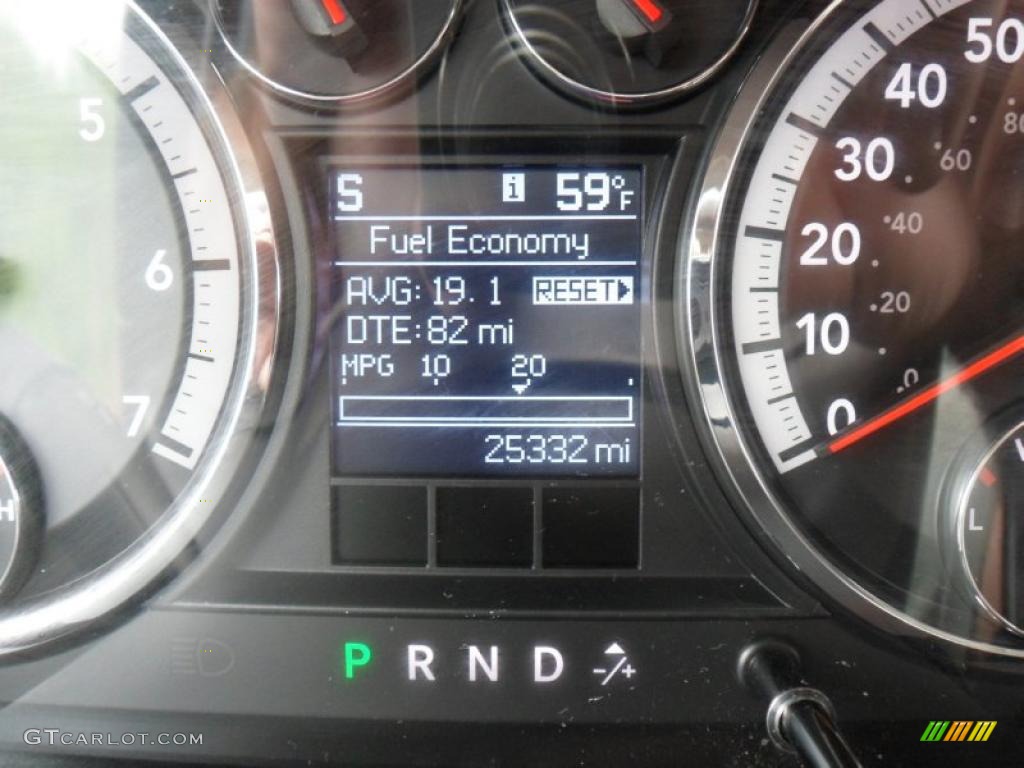 5
6
7
H
S i 59°F
Fuel Economy
AVG: 19.1 RESET
DTE: 82 mi
MPG 10 20
25332 mi
50
40
30
20
10
0
80
60
40
20
0
L
P R N D -/+
GTCARLOT.COM